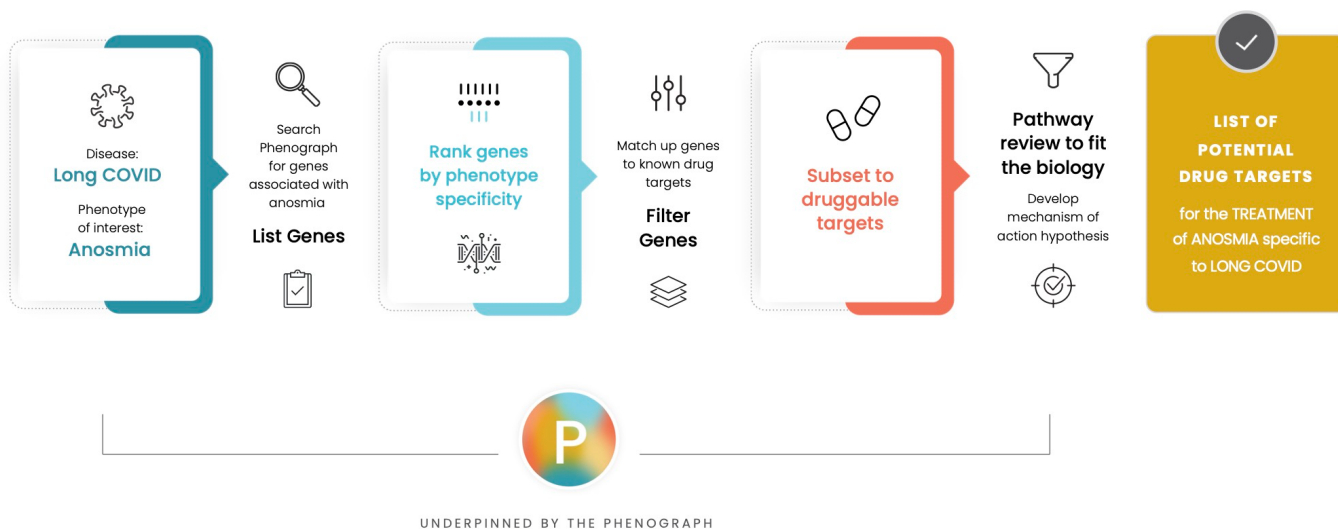 Disease:
Long COVID
Phenotype
of interest:
Anosmia
Search
Phenograph
for genes
associated with
anosmia
List Genes
Rank genes
by phenotype
specificity
Match up genes
to known drug
targets
Filter
Genes
Subset to
druggable
targets
Pathway
review to fit
the biology
Develop
mechanism of
action hypothesis
LIST OF
POTENTIAL
DRUG TARGETS
for the TREATMENT
of ANOSMIA specific
to LONG COVID
P
UNDERPINNED BY THE PHENOGRAPH